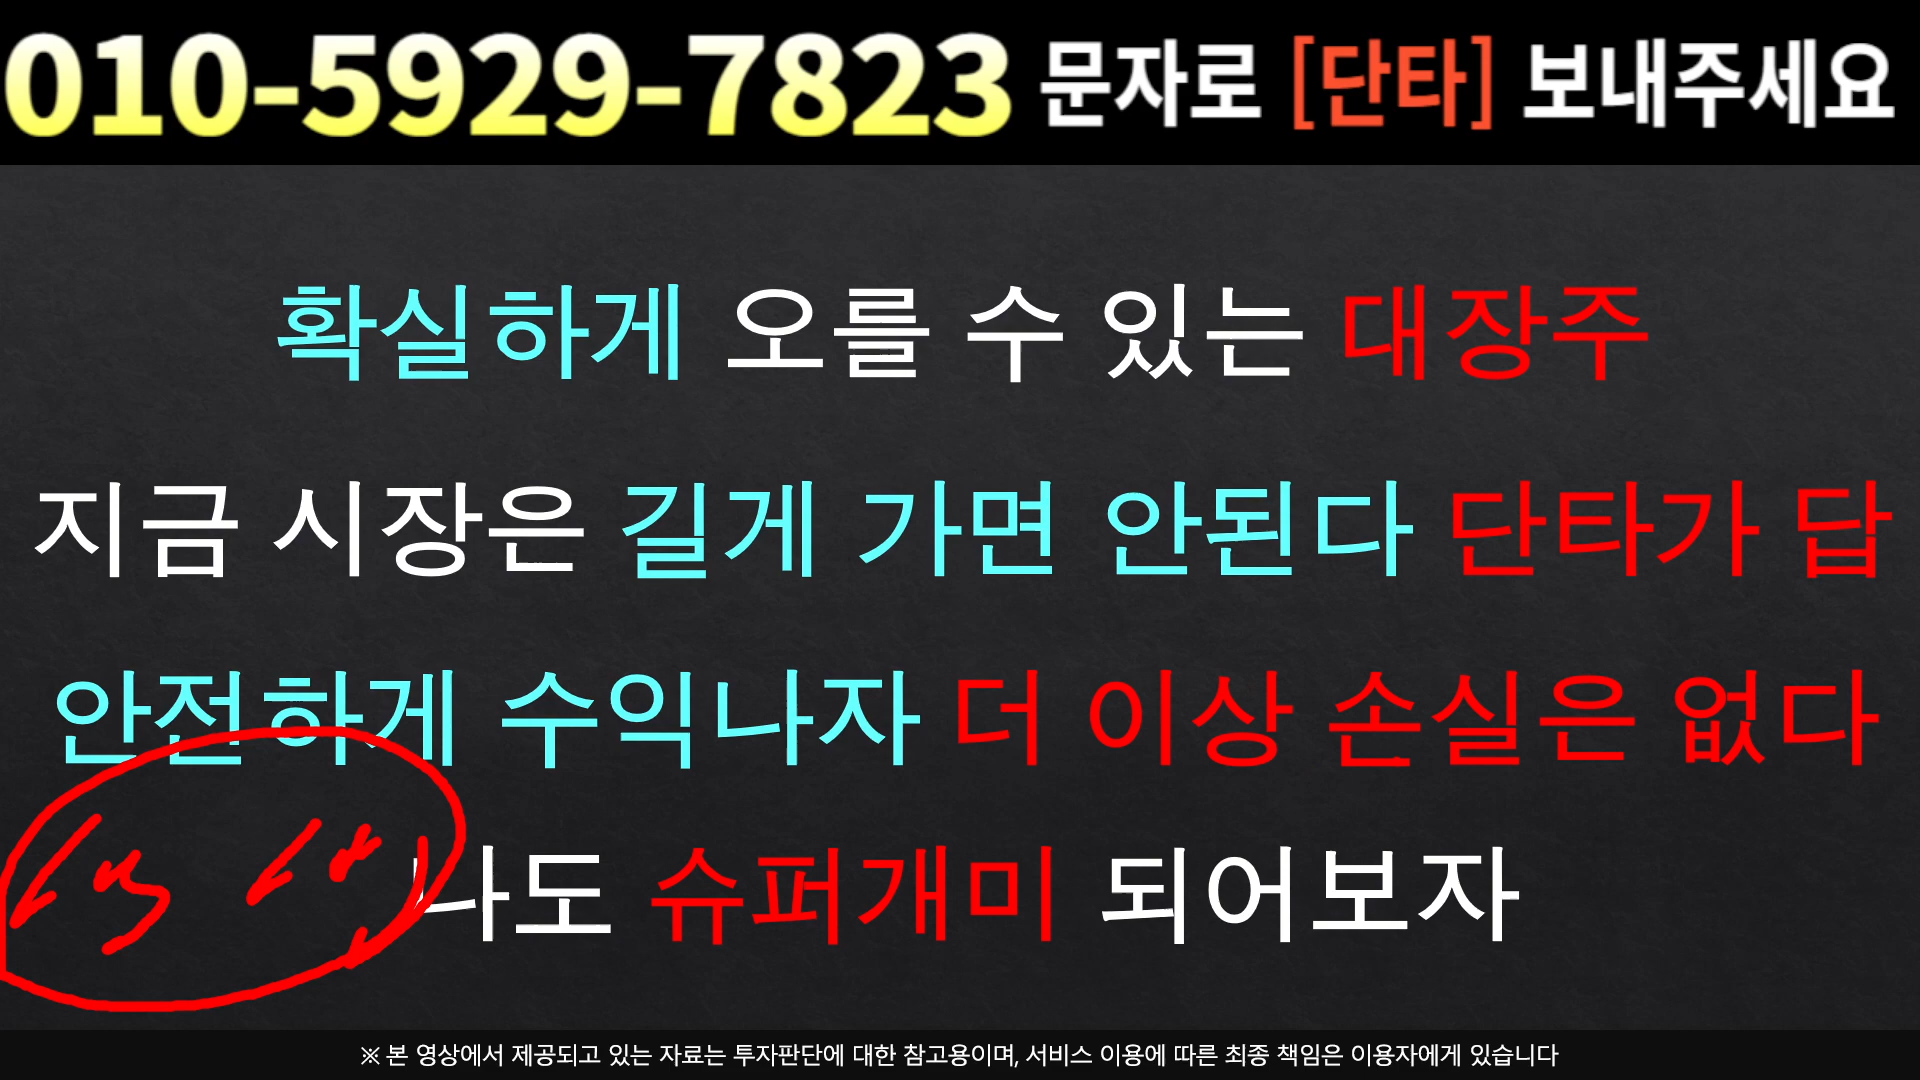 010-5929-7823 문자로 [단타] 보내주세요
확실하게 오를 수 있는 대장주
지금 시장은 길게 가면 안된다 단타가 답
안전하게 수익나자 더 이상 손실은 없다
나도 슈퍼개미 되어보자
※ 본 영상에서 제공되고 있는 자료는 투자판단에 대한 참고용이며, 서비스 이용에 따른 최종 책임은 이용자에게 있습니다